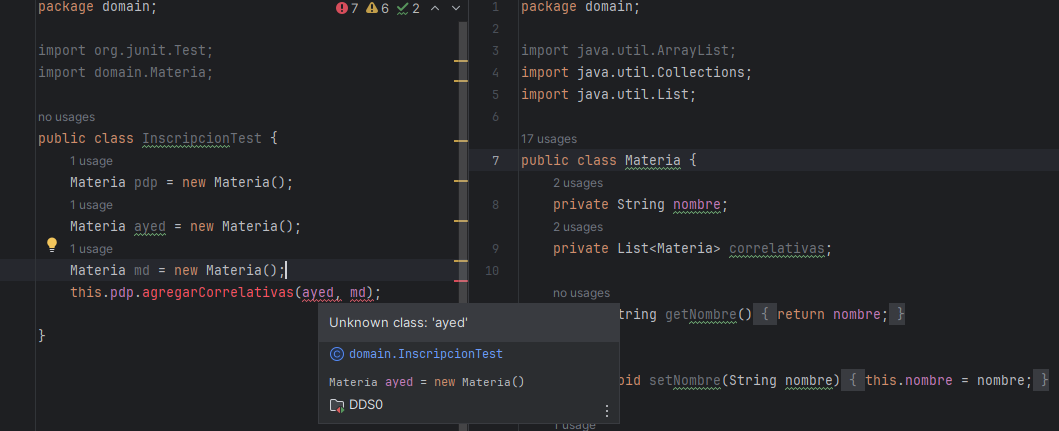 package domain;
7 6 2
import org.junit.Test;
import domain.Materia;
no usages
public class InscripcionTest {
1 usage
Materia pdp = new Materia();
1 usage
Materia ayed = new Materia();
1 usage
Materia md = new Materia();
this.pdp.agregarCorrelativas(ayed, md);
}
Unknown class: 'ayed'
domain.InscripcionTest
Materia ayed = new Materia()
DDS0
1 package domain;
2
3 import java.util.ArrayList;
4 import java.util.Collections;
5 import java.util.List;
6
17 usages
7 public class Materia {
2 usages
8 private String nombre;
2 usages
9 private List<Materia> correlativas;
10
no usages
tring getNombre() { return nombre; }
oid setNombre(String nombre) { this.nombre = nombre; }
1 usage